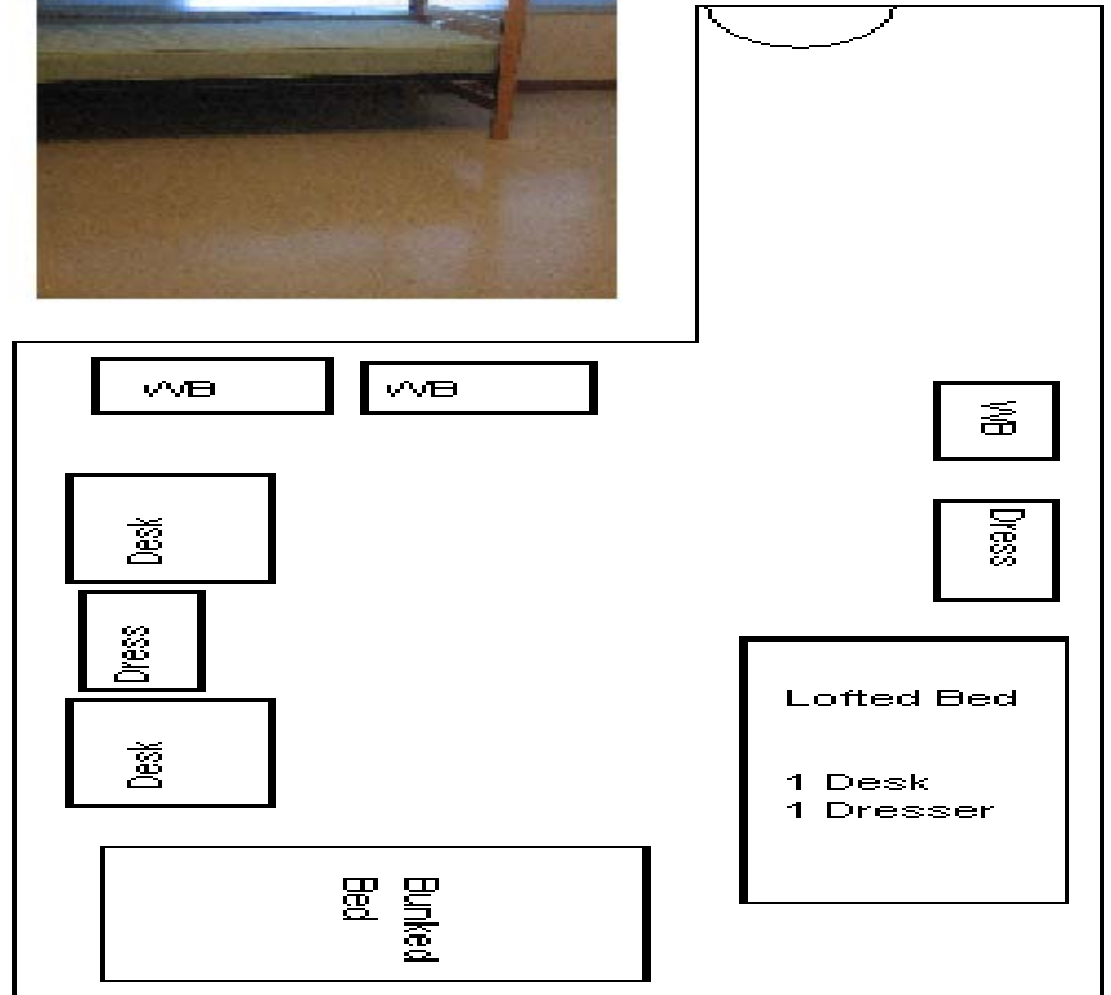 WB
WB
WB
Desk
Dress
Dress
Desk
Lofted Bed
1 Desk
1 Dresser
Bunked
Bed